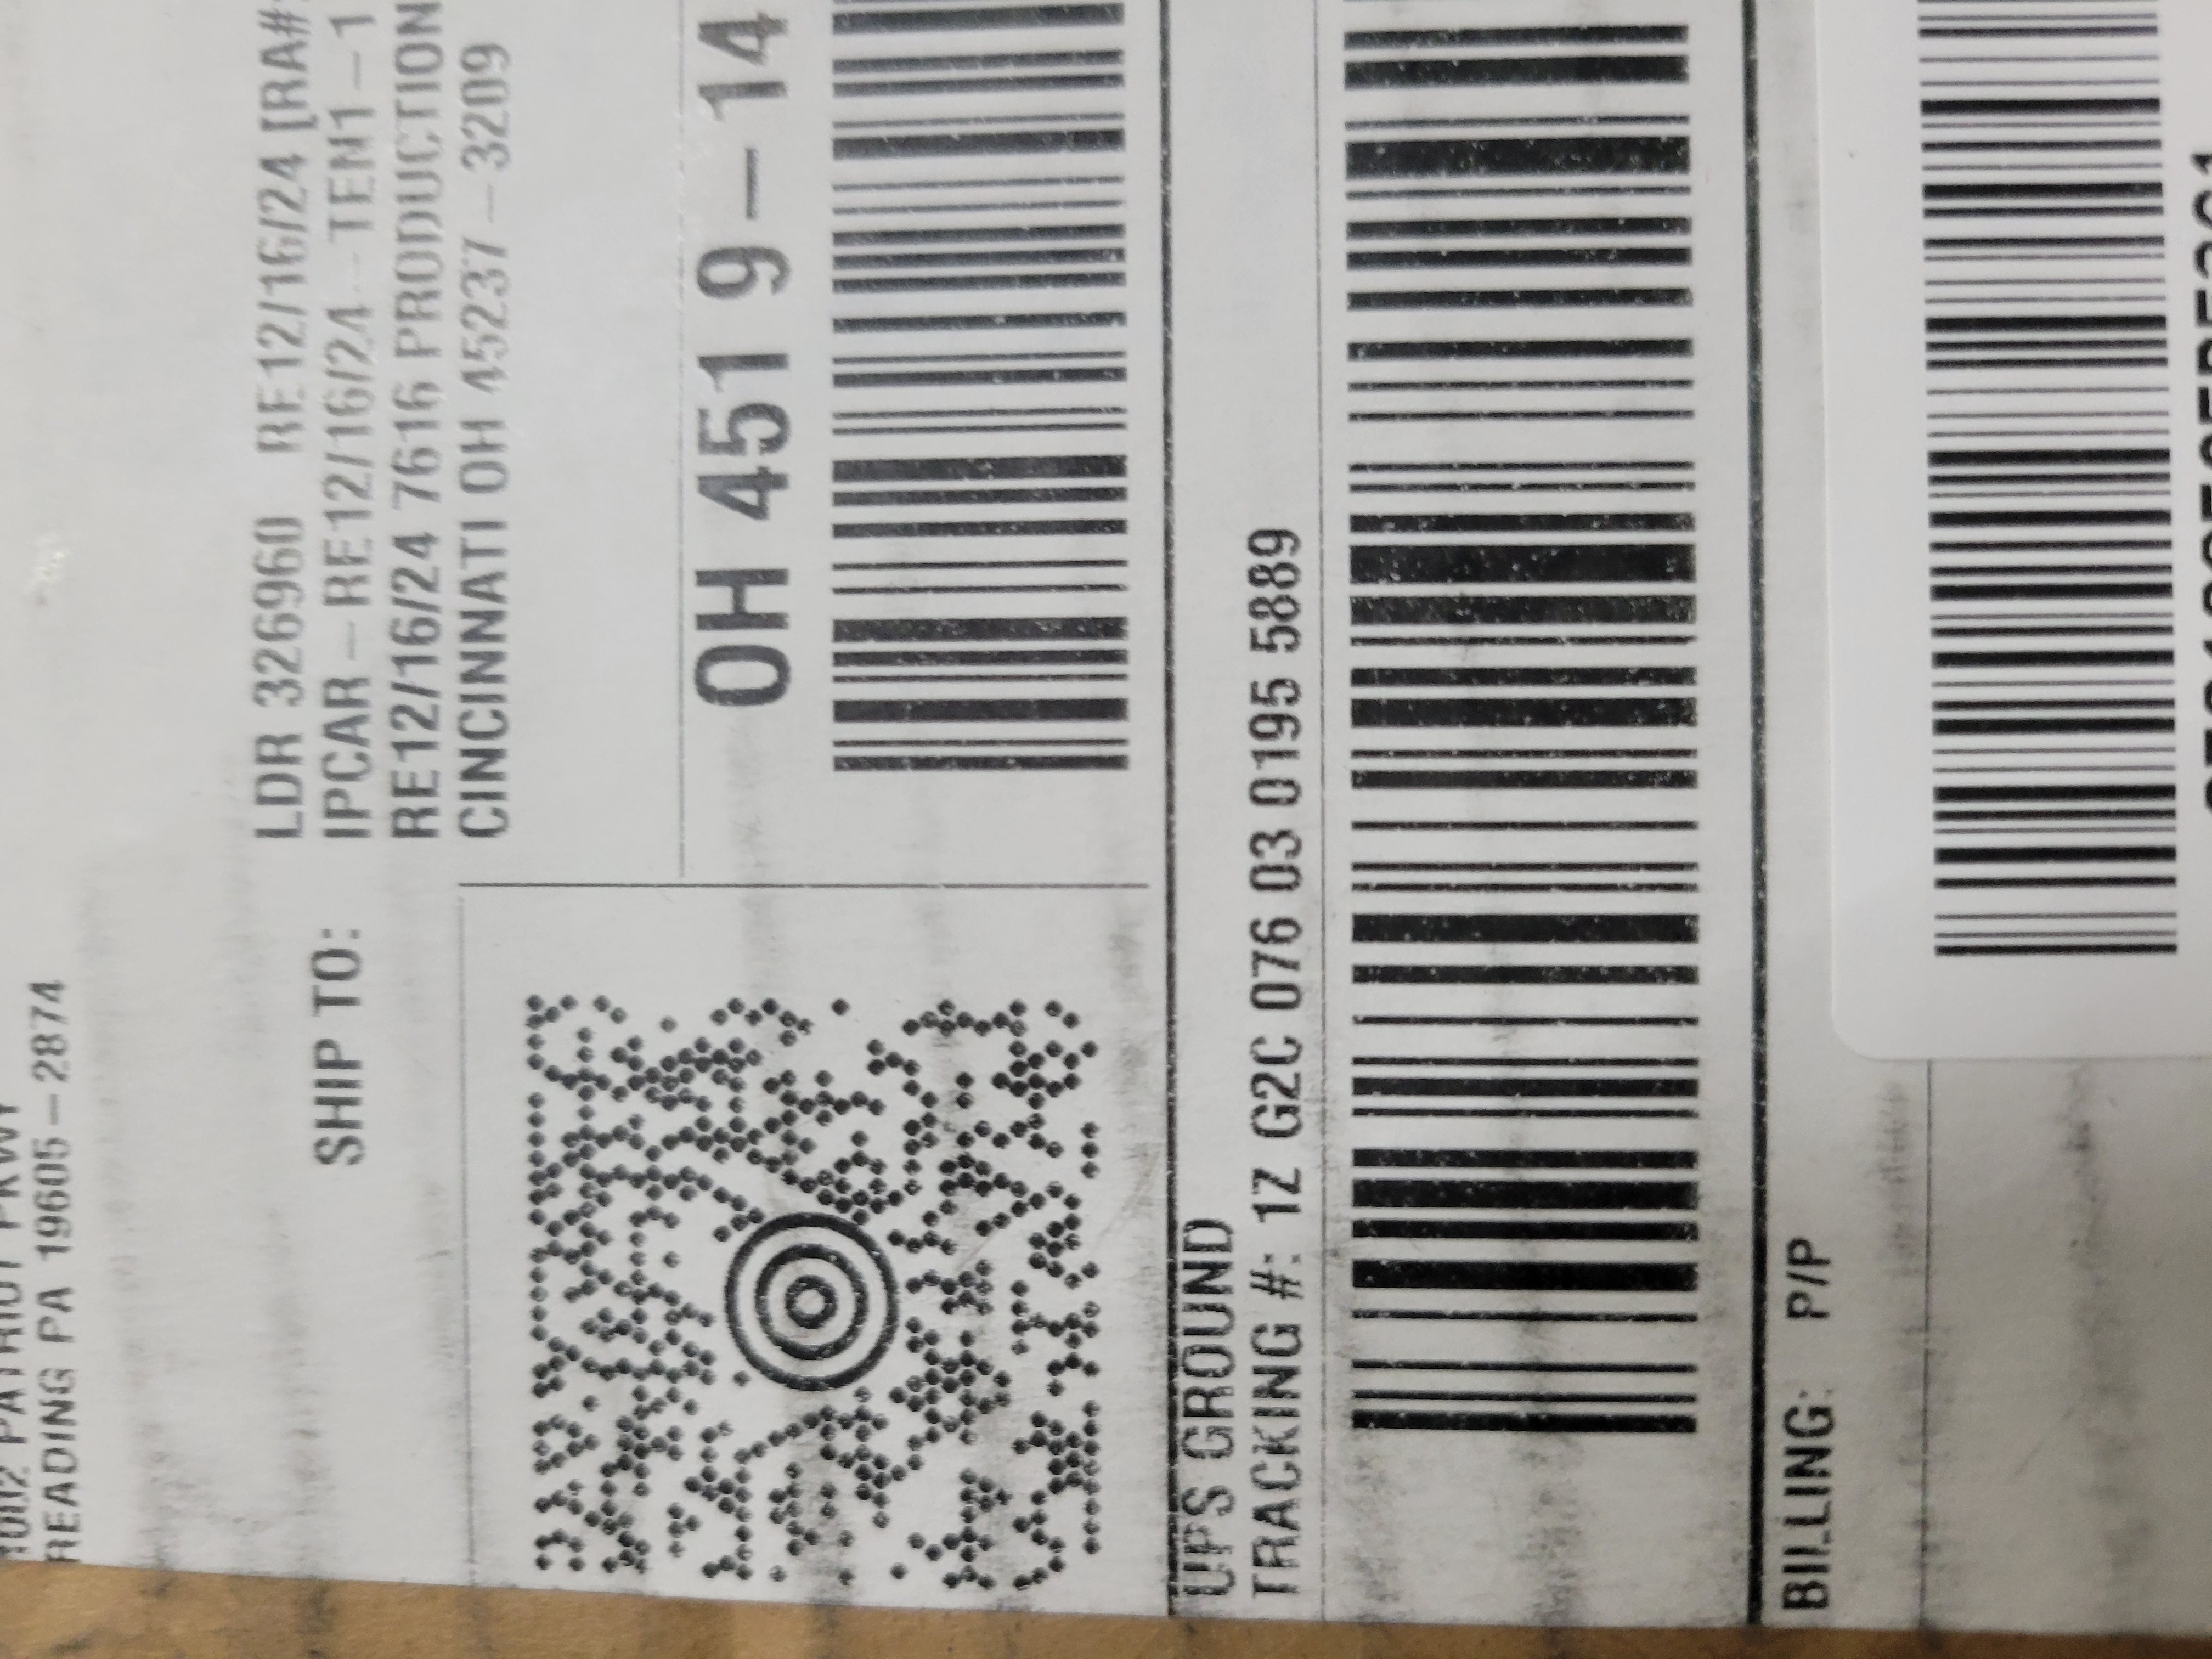 READING PA 19605-2874
SHIP TO:
LDR 326960 RE12/16/24 [RA#
IPCAR-RE12/16/24-TEN1-1
RE12/16/24 7616 PRODUCTION
CINCINNATI OH 45237-3209
OH 451 9-14
UPS GROUND
TRACKING #: 1Z G2C 076 03 0195 5889
BILLING: P/P